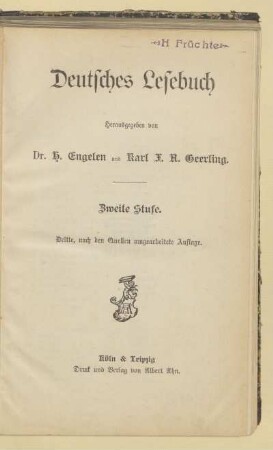 H Früchte
Deutsches Lesebuch
Herausgegeben von
Dr. H. Engelen und Karl F. A. Geerling.
Zweite Stufe.
Dritte, nach den Quellen umgearbeitete Auflage.
Köln & Leipzig
Druck und Verlag von Albert Ahn.